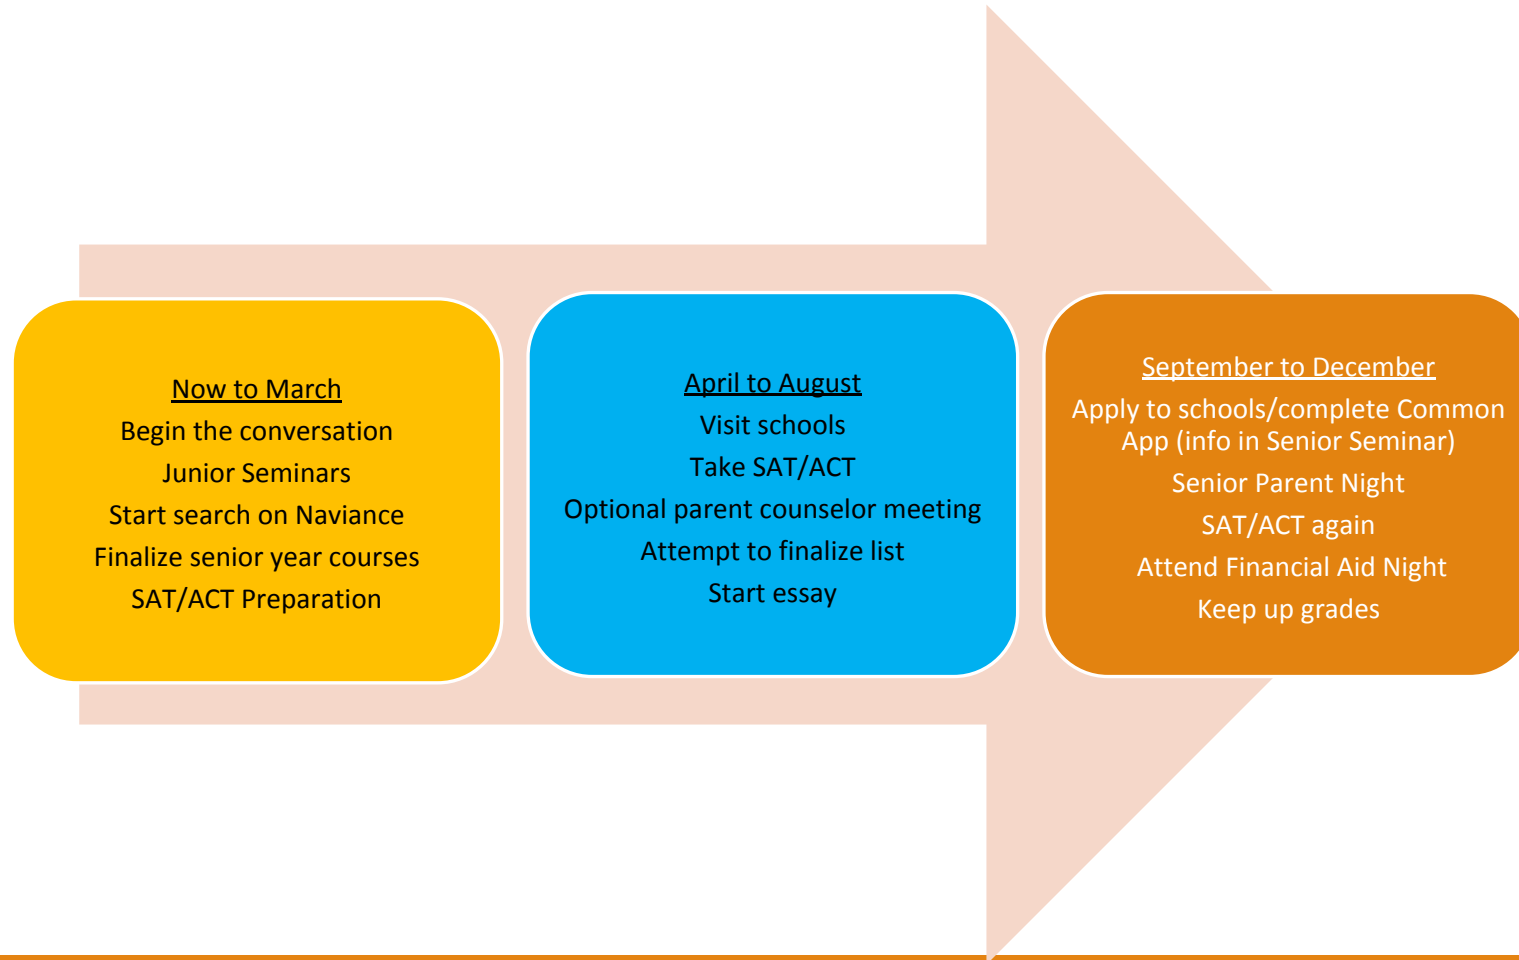 Now to March
Begin the conversation
Junior Seminars
Start search on Naviance
Finalize senior year courses
SAT/ACT Preparation
April to August
Visit schools
Take SAT/ACT
Optional parent counselor meeting
Attempt to finalize list
Start essay
September to December
Apply to schools/complete Common
App (info in Senior Seminar)
Senior Parent Night
SAT/ACT again
Attend Financial Aid Night
Keep up grades